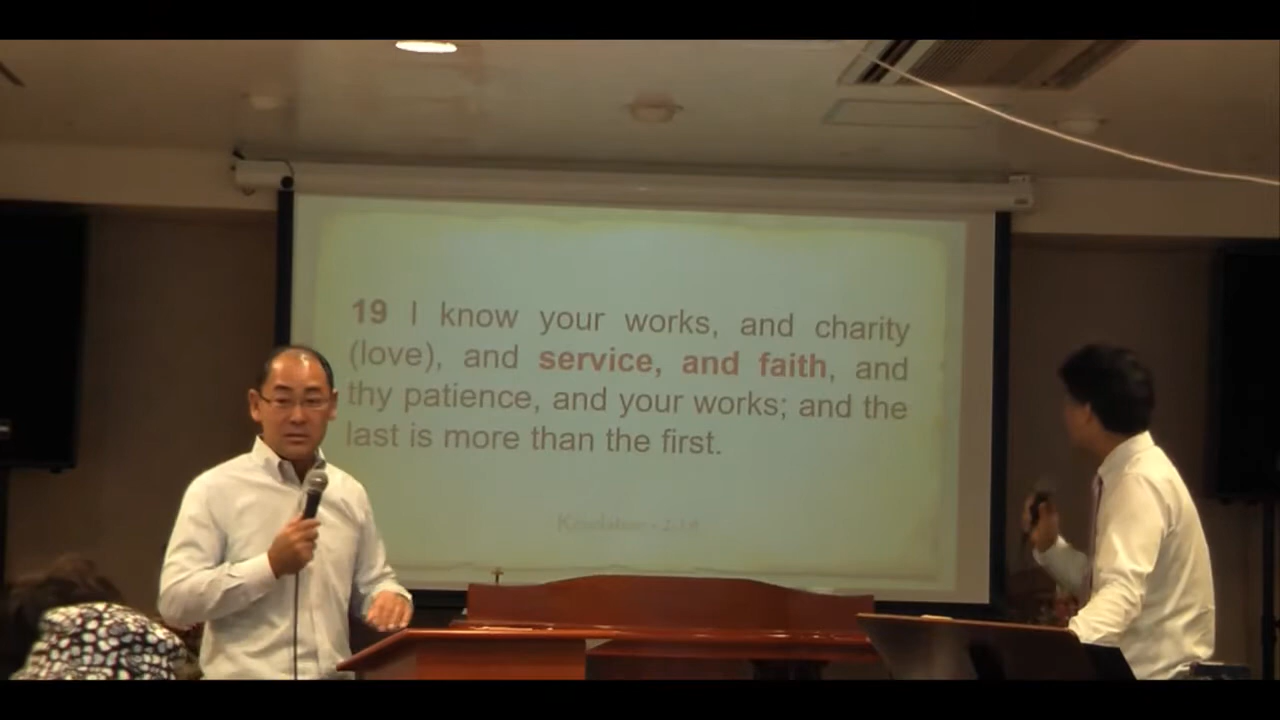 19 I know your works, and charity
(love), and service, and faith, and
thy patience, and your works; and the
last is more than the first.